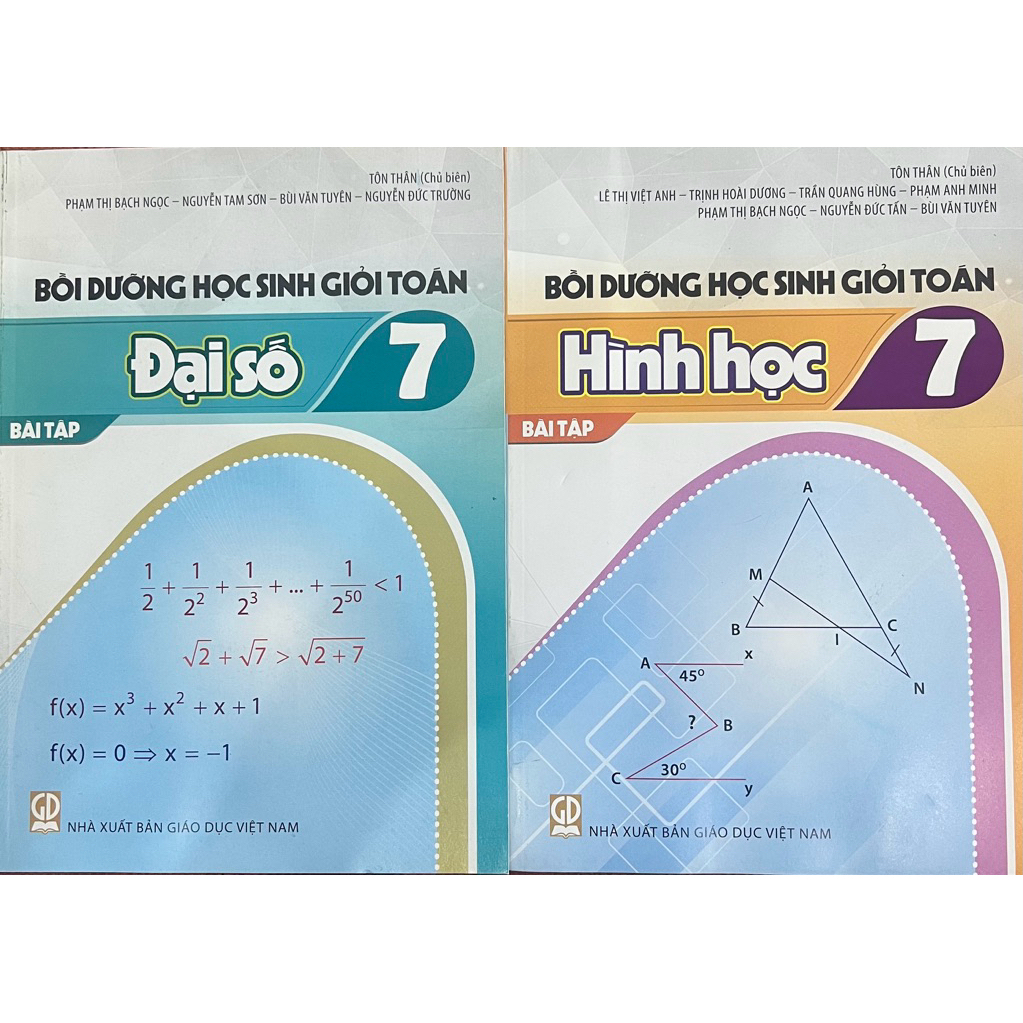 TÔN THÂN (Chủ biên)
PHẠM THỊ BẠCH NGỌC – NGUYỄN TAM SƠN – BÙI VĂN TUYÊN – NGUYỄN ĐỨC TRƯỜNG
BỒI DƯỠNG HỌC SINH GIỎI TOÁN
Đại số 7
BÀI TẬP
1/2 + 1/2² + 1/2³ + ... + 1/2⁵⁰ < 1
√2 + √7 > √(2 + 7)
f(x) = x³ + x² + x + 1
f(x) = 0 ⇒ x = –1
GD
NHÀ XUẤT BẢN GIÁO DỤC VIỆT NAM
TÔN THÂN (Chủ biên)
LÊ THỊ VIỆT ANH – TRỊNH HOÀI DƯƠNG – TRẦN QUANG HÙNG – PHẠM ANH MINH
PHẠM THỊ BẠCH NGỌC – NGUYỄN ĐỨC TẤN – BÙI VĂN TUYÊN
BỒI DƯỠNG HỌC SINH GIỎI TOÁN
Hình học 7
BÀI TẬP
A
M
B I C
N
A x
45º
? B
C 30º
y
GD
NHÀ XUẤT BẢN GIÁO DỤC VIỆT NAM